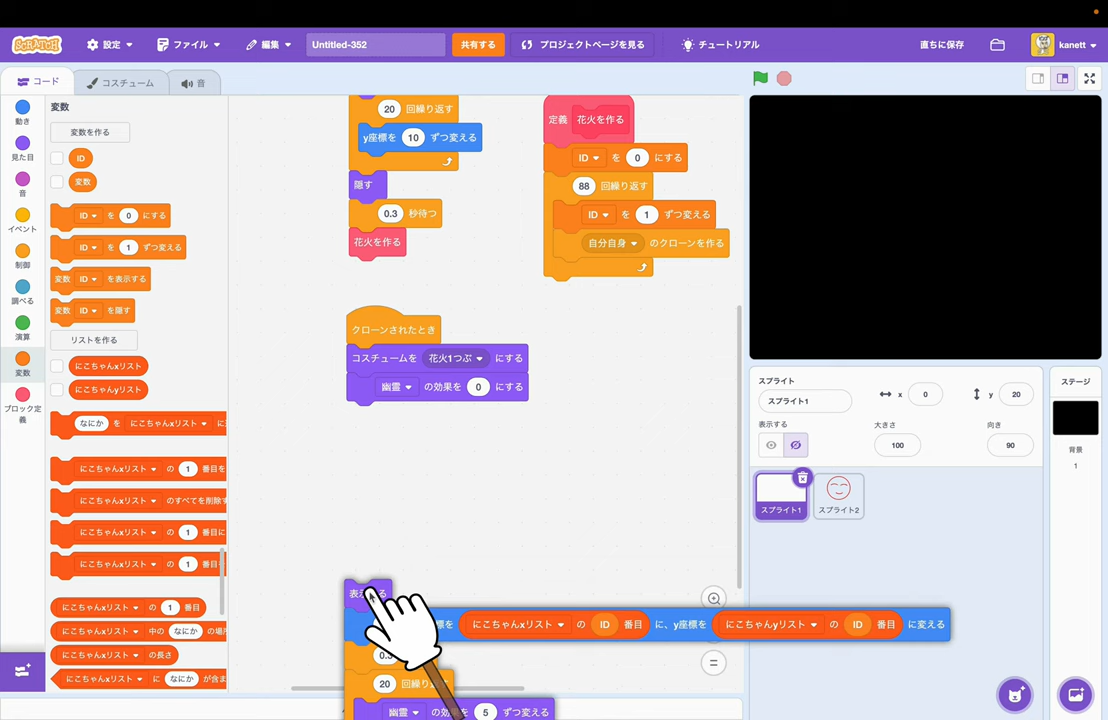 SCRATCH 設定 ファイル 編集 Untitled-352 共有する プロジェクトページを見る チュートリアル 直ちに保存 kanett
コード コスチューム 音
動き
見た目
音
イベント
制御
調べる
演算
変数
ブロック定義
変数
変数を作る
ID
変数
ID を 0 にする
ID を 1 ずつ変える
変数 ID を表示する
変数 ID を隠す
リストを作る
にこちゃんxリスト
にこちゃんyリスト
なにか を にこちゃんxリスト に
にこちゃんxリスト の 1 番目を
にこちゃんxリスト のすべてを削除す
にこちゃんxリスト の 1 番目に
にこちゃんxリスト の 1 番目
にこちゃんxリスト の 1 番目
にこちゃんxリスト 中の なにか の場所
にこちゃんxリスト の長さ
にこちゃんxリスト に なにか が含ま
20 回繰り返す
y座標を 10 ずつ変える
隠す
0.3 秒待つ
花火を作る
定義 花火を作る
ID を 0 にする
88 回繰り返す
ID を 1 ずつ変える
自分自身 のクローンを作る
クローンされたとき
コスチュームを 花火1つぶ にする
幽霊 の効果を 0 にする
標を にこちゃんxリスト の ID 番目 に、y座標を にこちゃんyリスト の ID 番目 に変える
20 回繰り
幽霊 の効果を 5 ずつ変える
スプライト
スプライト1
x 0 y 20
表示する 大きさ 向き
100 90
スプライト1 スプライト2
ステージ
背景
1